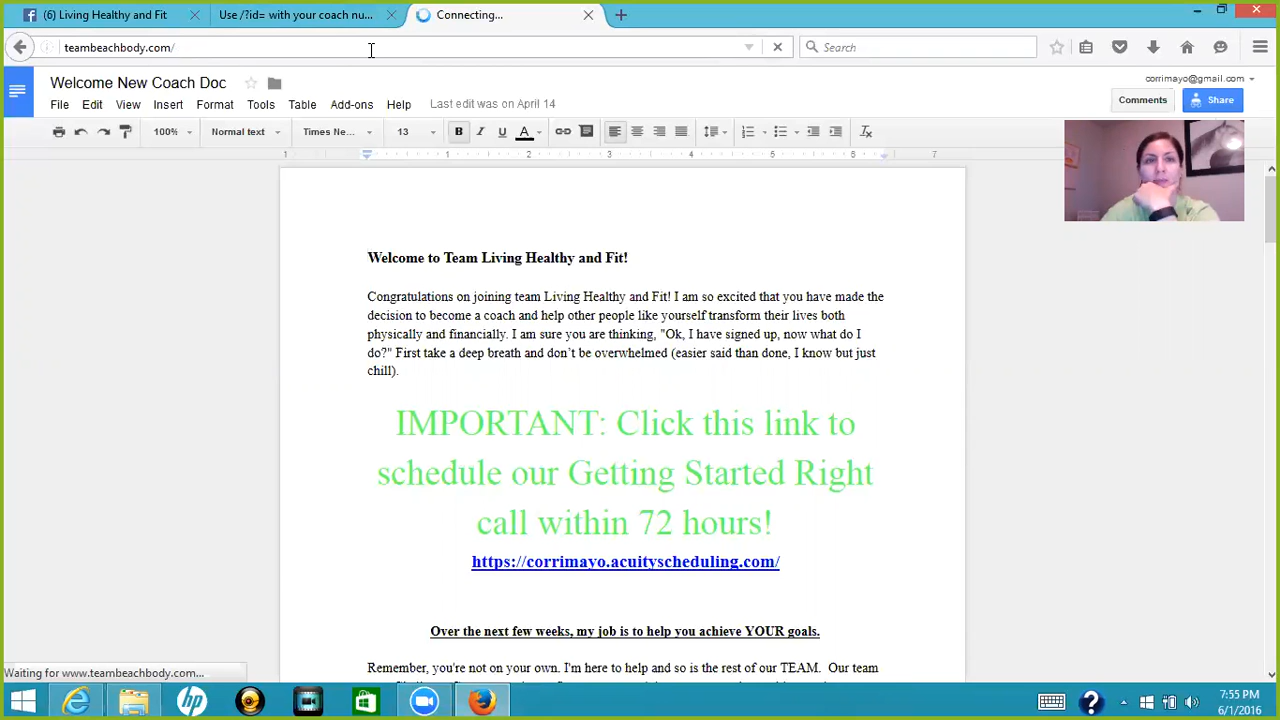 (6) Living Healthy and Fit
Use /?id= with your coach nu...
Connecting...
teambeachbody.com/
Search
Welcome New Coach Doc
corrimayo@gmail.com
File Edit View Insert Format Tools Table Add-ons Help Last edit was on April 14
Comments
Share
100% Normal text Times Ne... 13 B I U A
1 1 2 3 4 5 6 7
Welcome to Team Living Healthy and Fit!
Congratulations on joining team Living Healthy and Fit! I am so excited that you have made the
decision to become a coach and help other people like yourself transform their lives both
physically and financially. I am sure you are thinking, "Ok, I have signed up, now what do I
do?" First take a deep breath and don't be overwhelmed (easier said than done, I know but just
chill).
IMPORTANT: Click this link to
schedule our Getting Started Right
call within 72 hours!
https://corrimayo.acuityscheduling.com/
Over the next few weeks, my job is to help you achieve YOUR goals.
Remember, you're not on your own. I'm here to help and so is the rest of our TEAM. Our team
Waiting for www.teambeachbody.com...
7:55 PM
6/1/2016